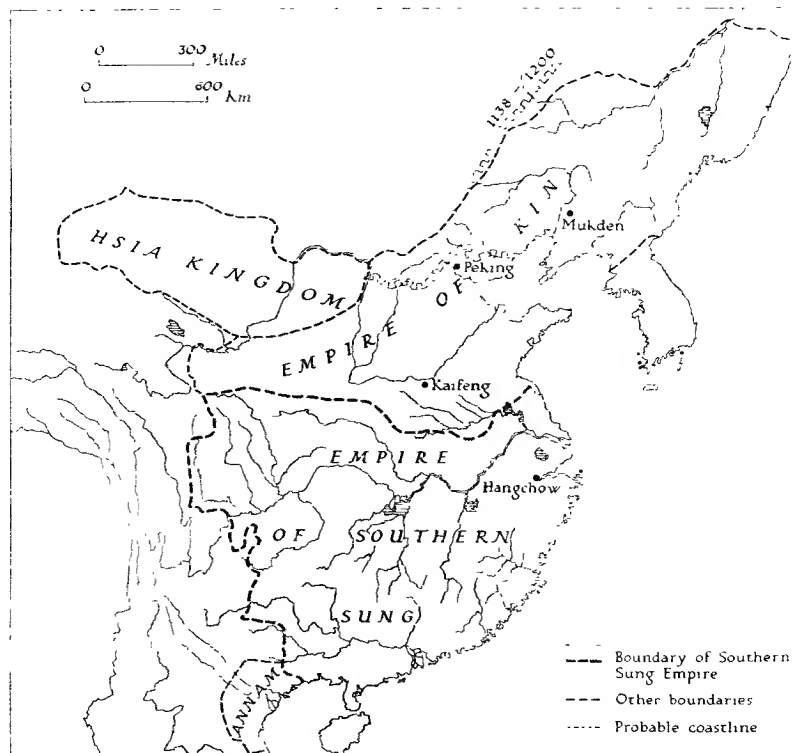 0 300 Miles
0 600 Km
1138 – 1200
HSIA KINGDOM
EMPIRE OF KIN
Mukden
Peking
Kaifeng
EMPIRE
OF SOUTHERN
SUNG
Hangchow
ANNAM
Boundary of Southern
Sung Empire
Other boundaries
Probable coastline